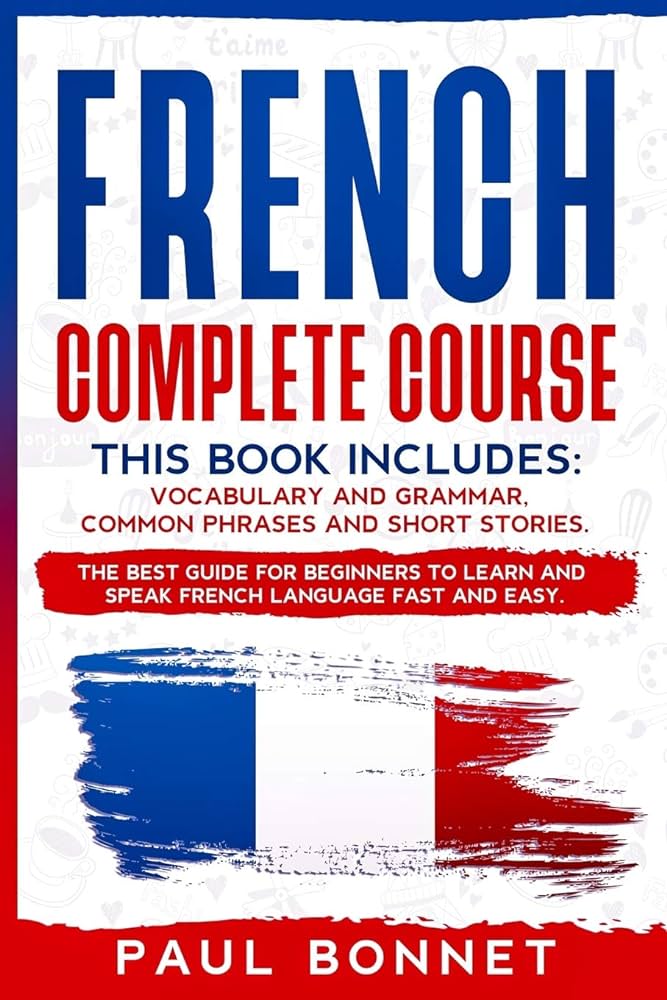 t'aime
FRENCH
COMPLETE COURSE
THIS BOOK INCLUDES:
VOCABULARY AND GRAMMAR,
COMMON PHRASES AND SHORT STORIES.
THE BEST GUIDE FOR BEGINNERS TO LEARN AND
SPEAK FRENCH LANGUAGE FAST AND EASY.
PAUL BONNET